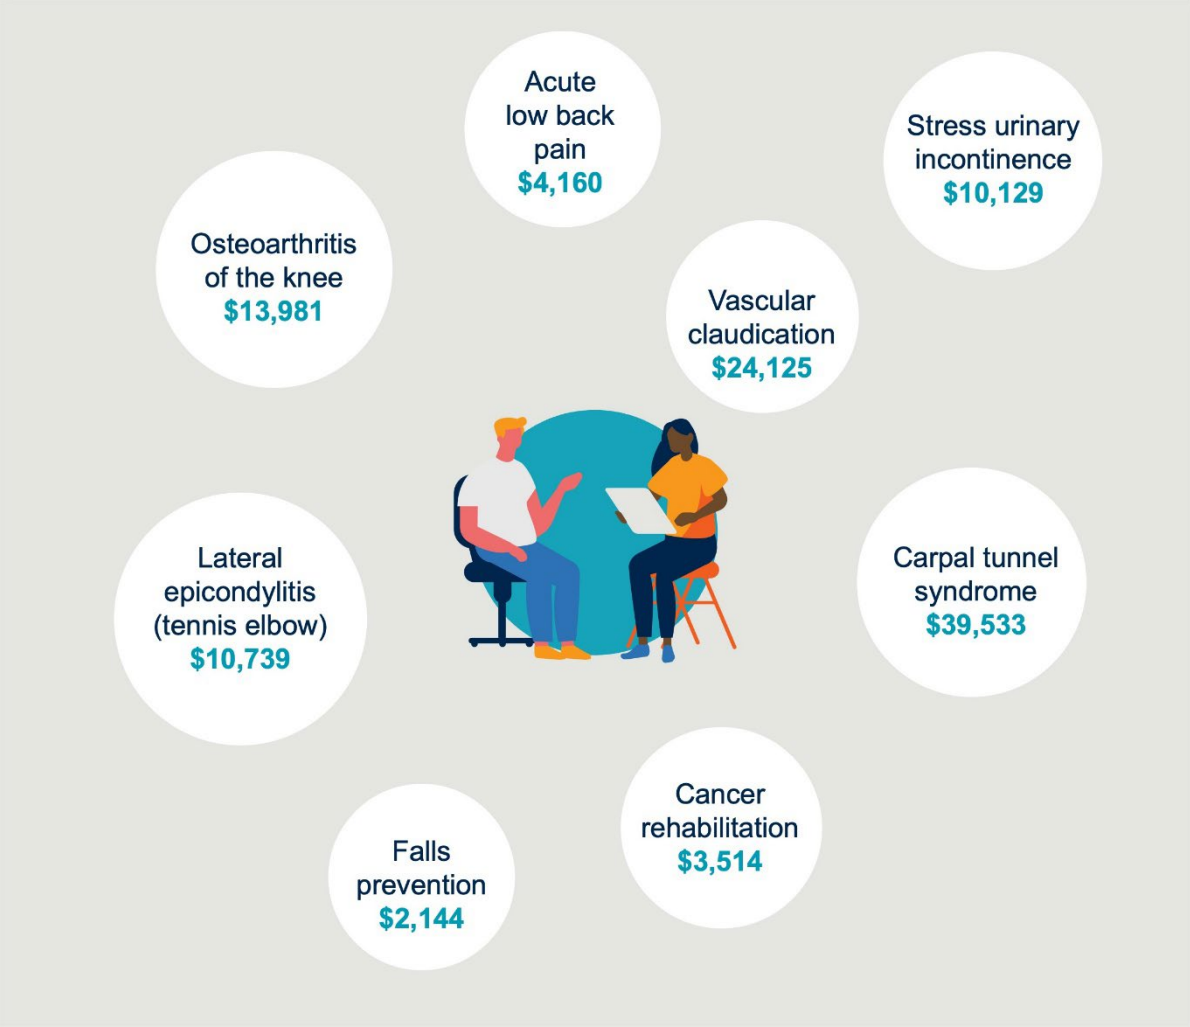 Acute
low back
pain
$4,160
Stress urinary
incontinence
$10,129
Osteoarthritis
of the knee
$13,981
Vascular
claudication
$24,125
Lateral
epicondylitis
(tennis elbow)
$10,739
Carpal tunnel
syndrome
$39,533
Cancer
rehabilitation
$3,514
Falls
prevention
$2,144